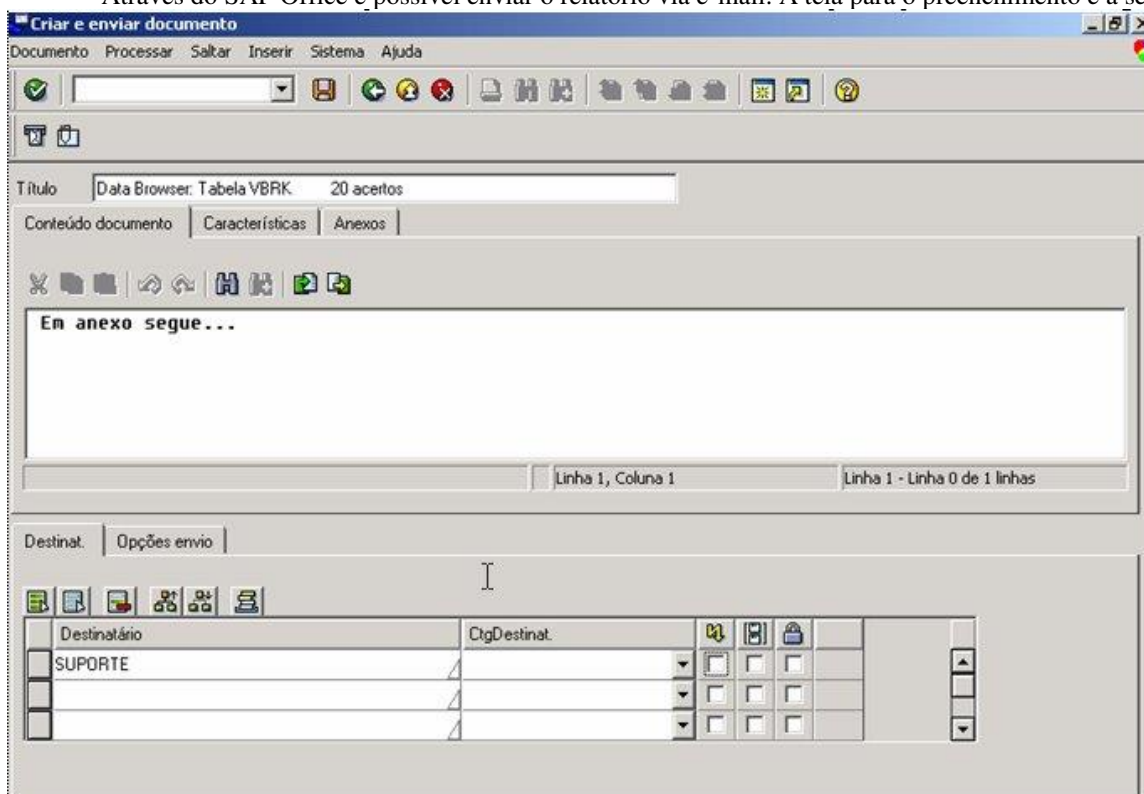 Através do SAP Office é possível enviar o relatório via e-mail. A tela para o preenchimento é a
Criar e enviar documento
Documento Processar Saltar Inserir Sistema Ajuda
Título Data Browser: Tabela VBRK 20 acertos
Conteúdo documento Características Anexos
Em anexo segue...
Linha 1, Coluna 1 Linha 1 - Linha 0 de 1 linhas
Destinat. Opções envio
Destinatário CtgDestinat.
SUPORTE